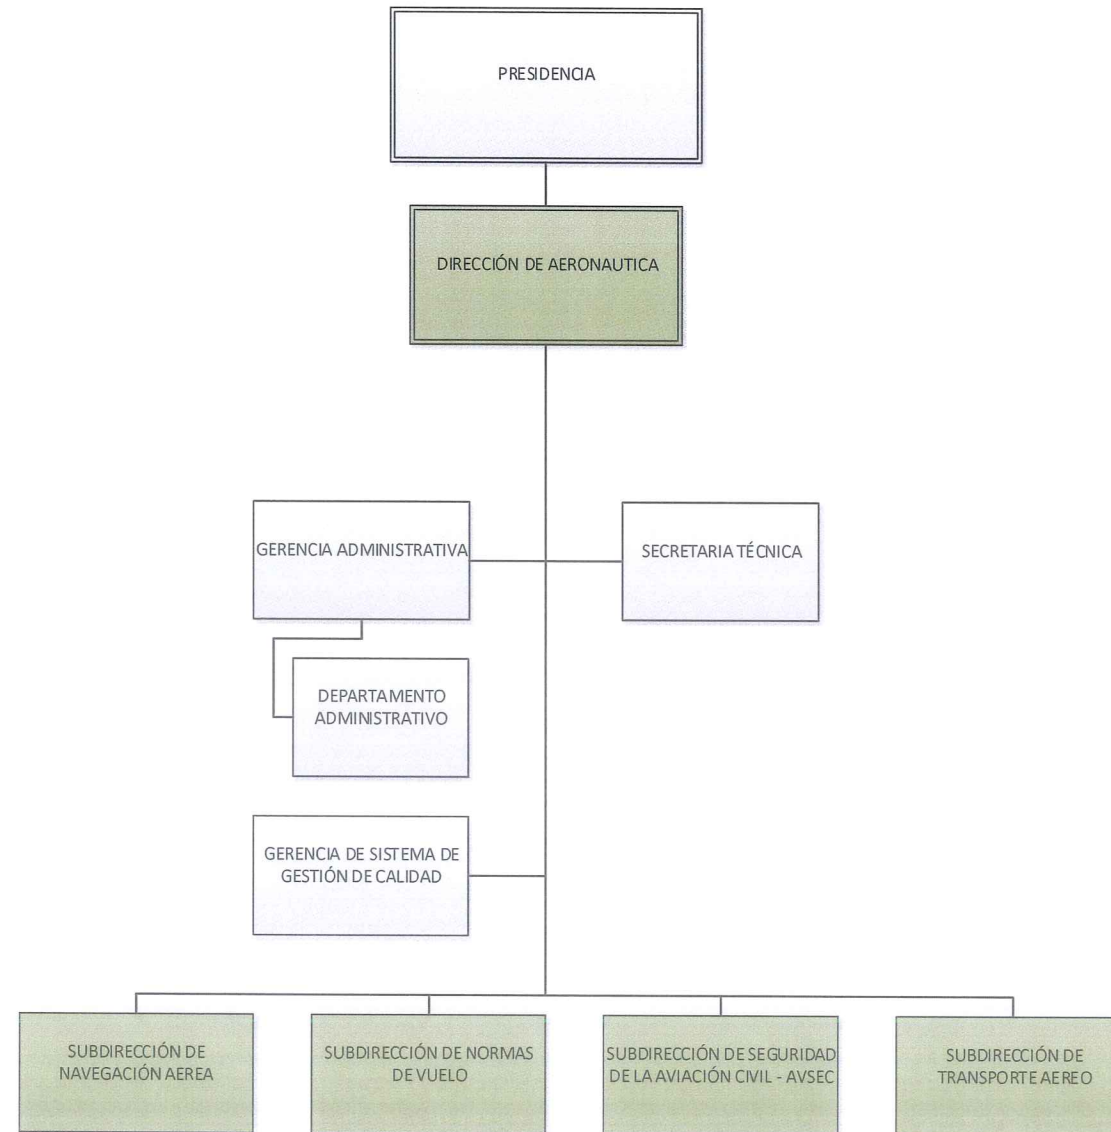 PRESIDENCIA
DIRECCIÓN DE AERONAUTICA
GERENCIA ADMINISTRATIVA
SECRETARIA TÉCNICA
DEPARTAMENTO
ADMINISTRATIVO
GERENCIA DE SISTEMA DE
GESTIÓN DE CALIDAD
SUBDIRECCIÓN DE
NAVEGACIÓN AEREA
SUBDIRECCIÓN DE NORMAS
DE VUELO
SUBDIRECCIÓN DE SEGURIDAD
DE LA AVIACIÓN CIVIL - AVSEC
SUBDIRECCIÓN DE
TRANSPORTE AEREO